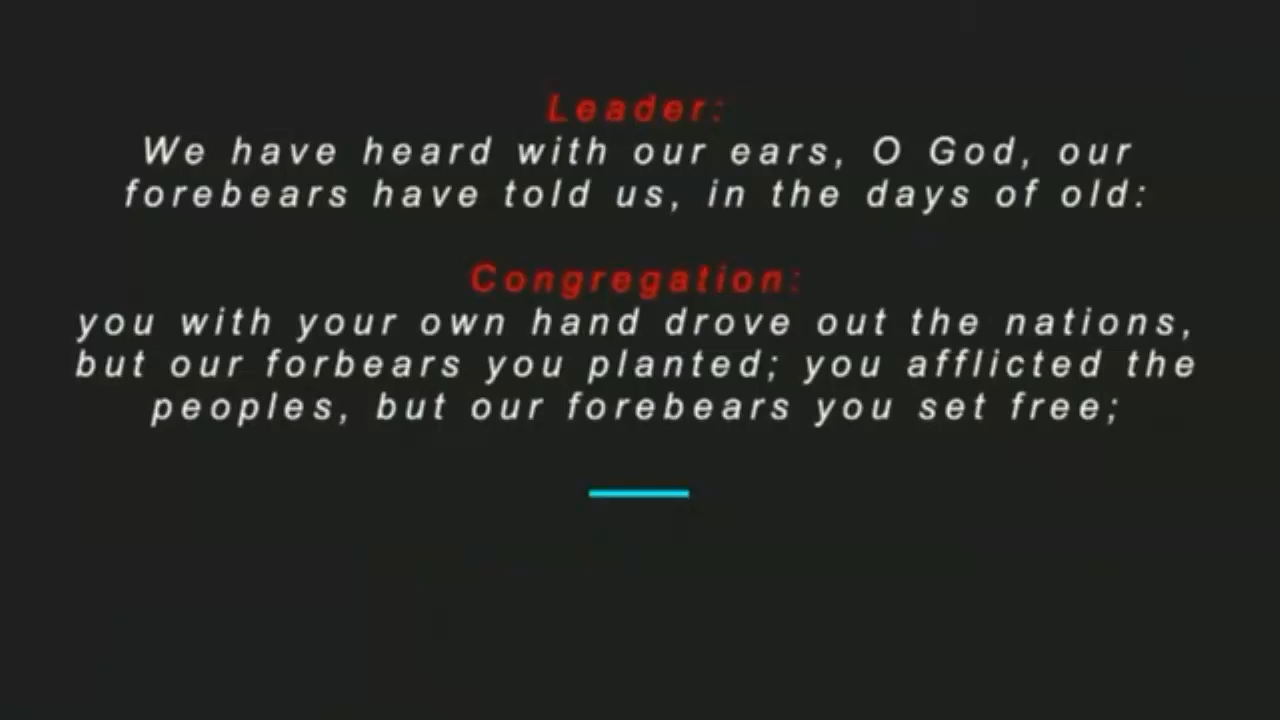 Leader:
We have heard with our ears, O God, our
forebears have told us, in the days of old:
Congregation:
you with your own hand drove out the nations,
but our forbears you planted; you afflicted the
peoples, but our forebears you set free;